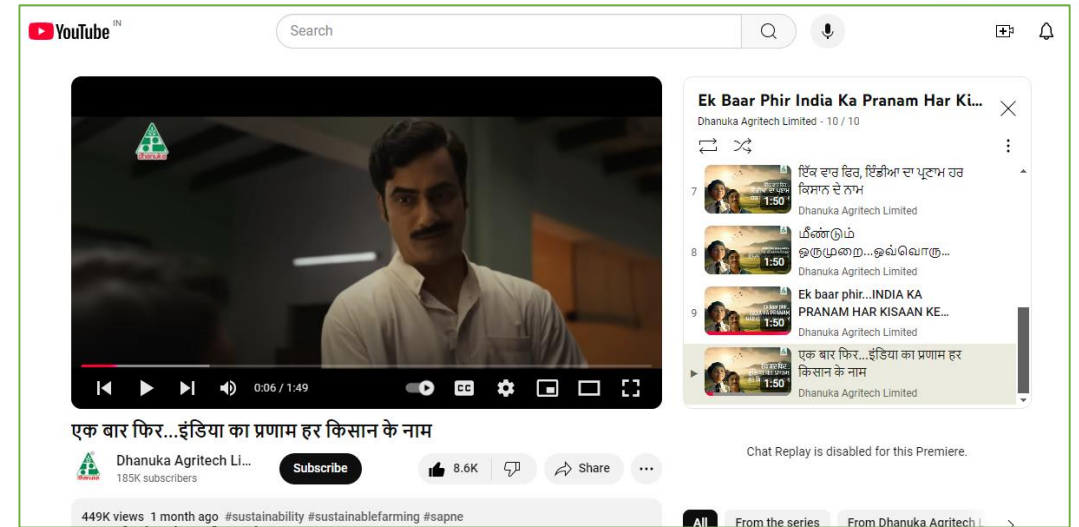 YouTube IN
Search
dhanuka
0:06 / 1:49
CC
एक बार फिर...इंडिया का प्रणाम हर किसान के नाम
Dhanuka Agritech Li...
185K subscribers
Subscribe
8.6K
Share
449K views 1 month ago #sustainability #sustainablefarming #sapne
Ek Baar Phir India Ka Pranam Har Ki...
Dhanuka Agritech Limited - 10 / 10
7
1:50
ਇੱਕ ਵਾਰ ਫਿਰ, ਇੰਡੀਆ ਦਾ ਪ੍ਰਣਾਮ ਹਰ
ਕਿਸਾਨ ਦੇ ਨਾਮ
Dhanuka Agritech Limited
8
1:50
மீண்டும்
ஒருமுறை...ஒவ்வொரு...
Dhanuka Agritech Limited
9
1:50
Ek baar phir...INDIA KA
PRANAM HAR KISAAN KE...
Dhanuka Agritech Limited
1:50
एक बार फिर...इंडिया का प्रणाम हर
किसान के नाम
Dhanuka Agritech Limited
Chat Replay is disabled for this Premiere.
All
From the series
From Dhanuka Agritech L